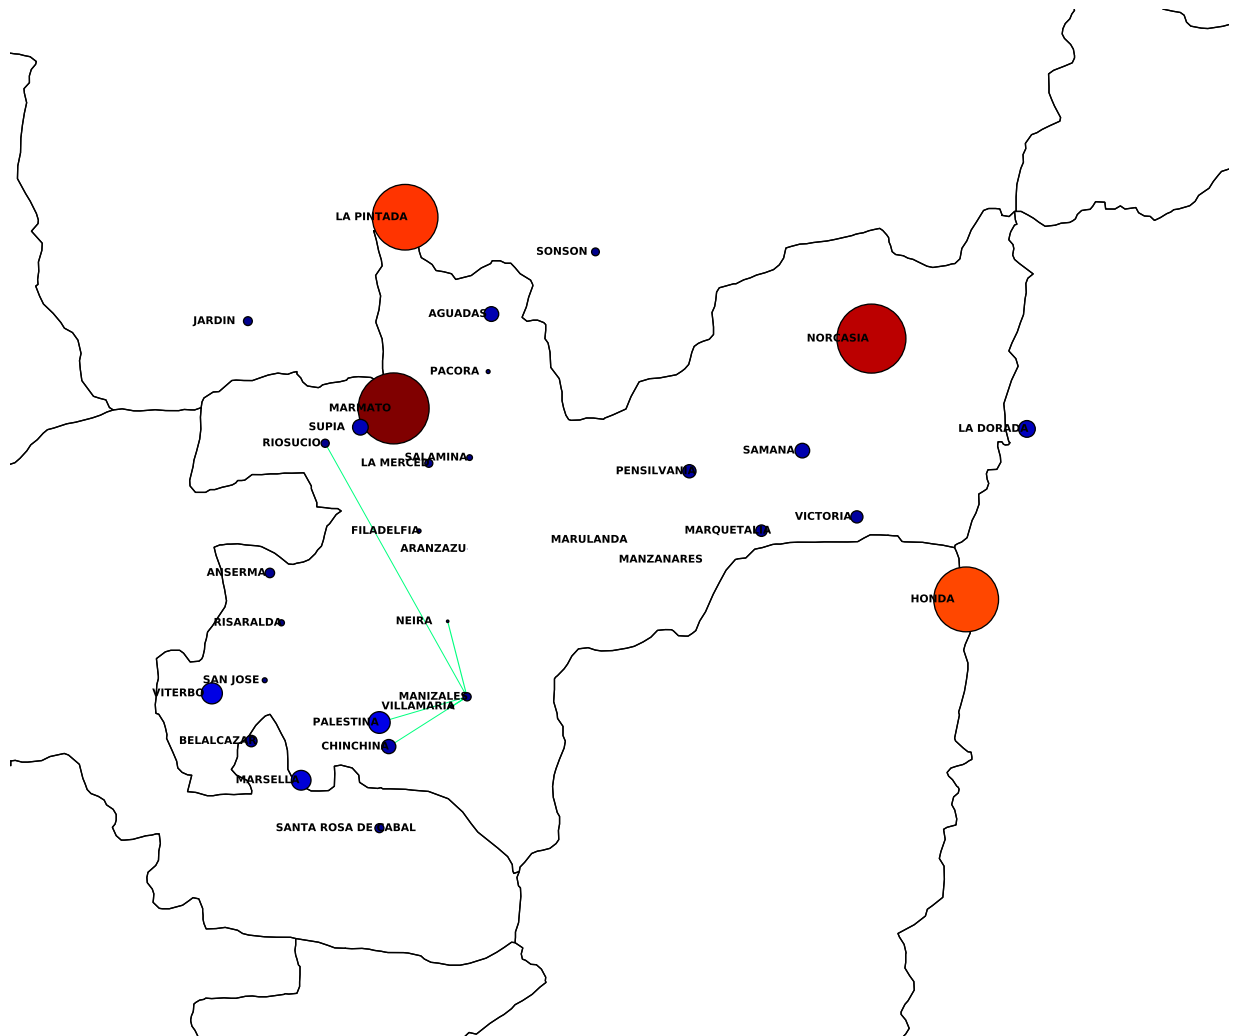 LA PINTADA
SONSON
AGUADAS
JARDIN
NORCASIA
PACORA
MARMATO
SUPIA
LA DORADA
RIOSUCIO
SAMANA
SALAMINA
LA MERCED
PENSILVANIA
VICTORIA
FILADELFIA
MARQUETALIA
MARULANDA
ARANZAZU
MANZANARES
ANSERMA
HONDA
NEIRA
RISARALDA
SAN JOSE
VITERBO
MANIZALES
VILLAMARIA
PALESTINA
BELALCAZAR
CHINCHINA
MARSELLA
SANTA ROSA DE CABAL